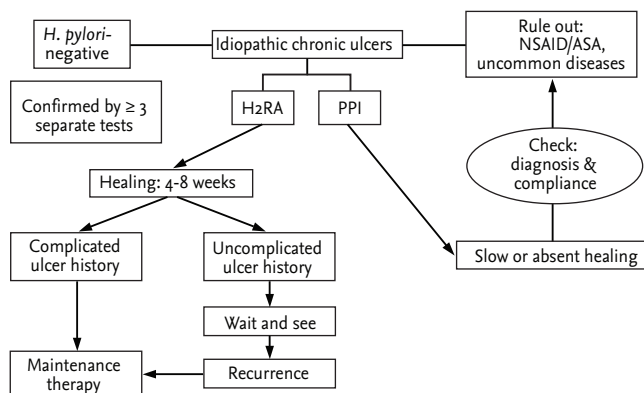 H. pylori-
negative
Idiopathic chronic ulcers
Rule out:
NSAID/ASA,
uncommon diseases
Confirmed by ≥ 3
separate tests
H2RA
PPI
Check:
diagnosis &
compliance
Healing: 4-8 weeks
Complicated
ulcer history
Uncomplicated
ulcer history
Slow or absent healing
Wait and see
Maintenance
therapy
Recurrence